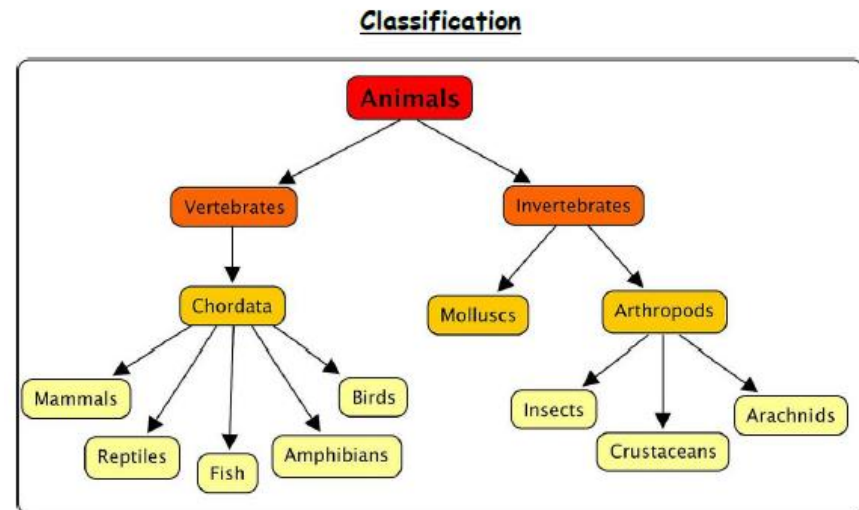 Classification
Animals
Vertebrates
Invertebrates
Chordata
Molluscs
Arthropods
Mammals
Birds
Reptiles
Fish
Amphibians
Insects
Arachnids
Crustaceans